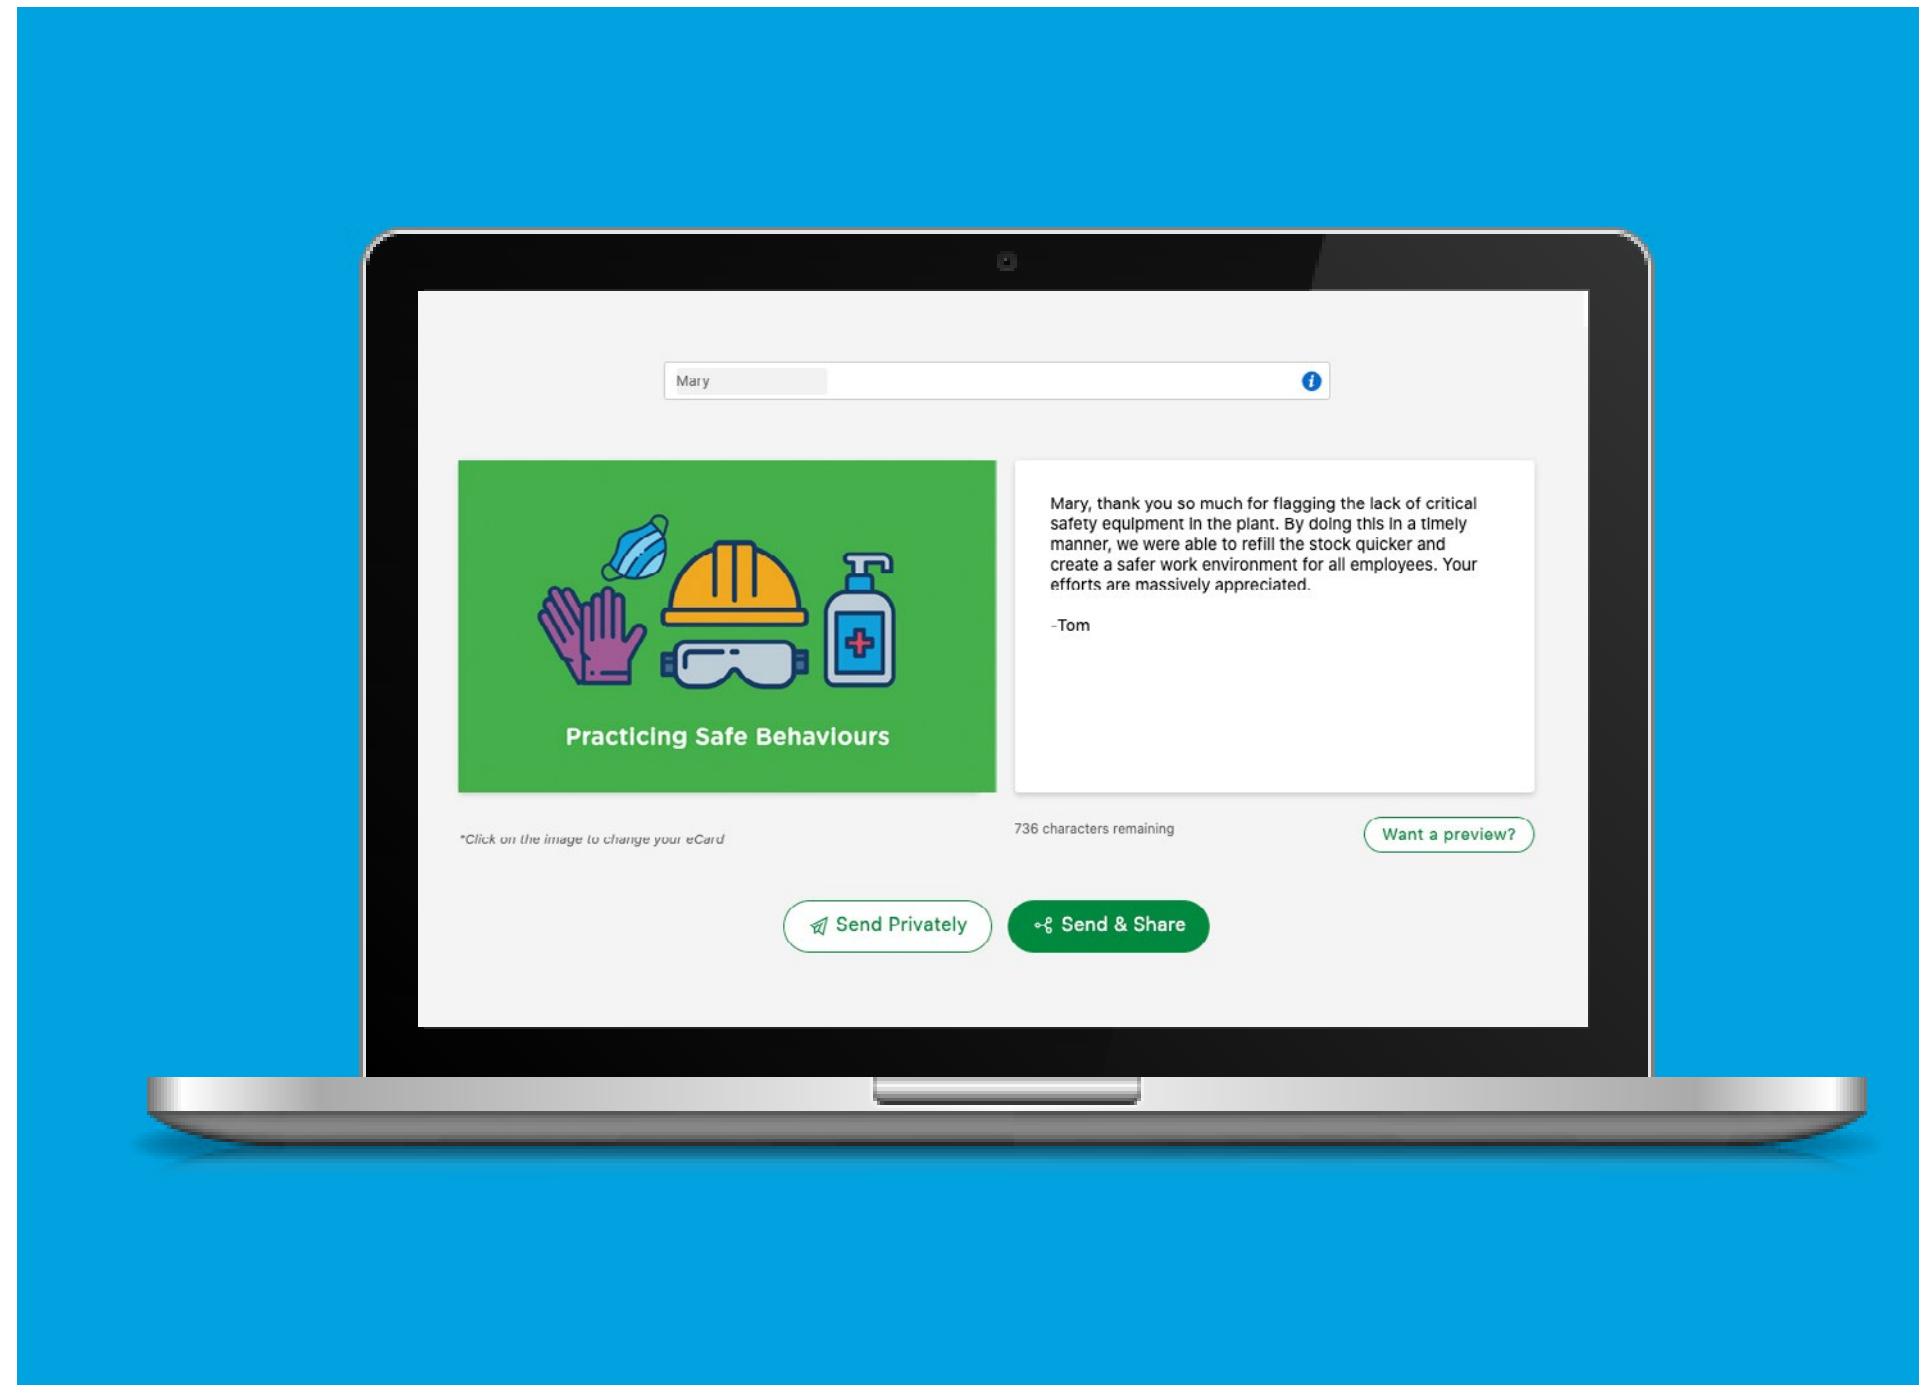 Mary
Practicing Safe Behaviours
Mary, thank you so much for flagging the lack of critical
safety equipment in the plant. By doing this in a timely
manner, we were able to refill the stock quicker and
create a safer work environment for all employees. Your
efforts are massively appreciated.
-Tom
*Click on the image to change your eCard
736 characters remaining
Want a preview?
Send Privately
Send & Share